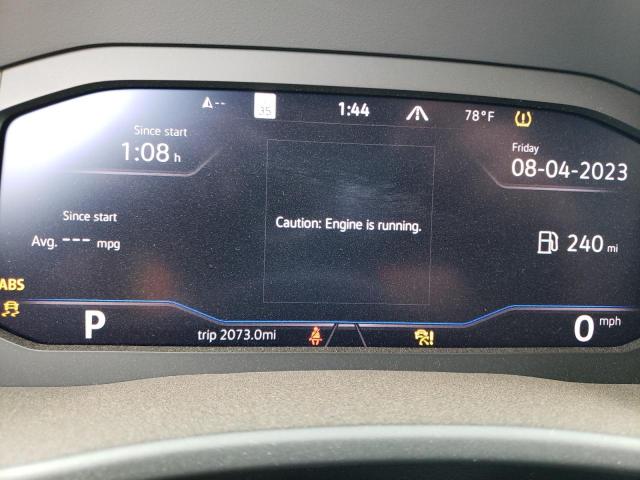 --
35
1:44
78°F
Since start
1:08 h
Friday
08-04-2023
Since start
Avg. --- mpg
Caution: Engine is running.
240 mi
ABS
P
trip 2073.0mi
0 mph